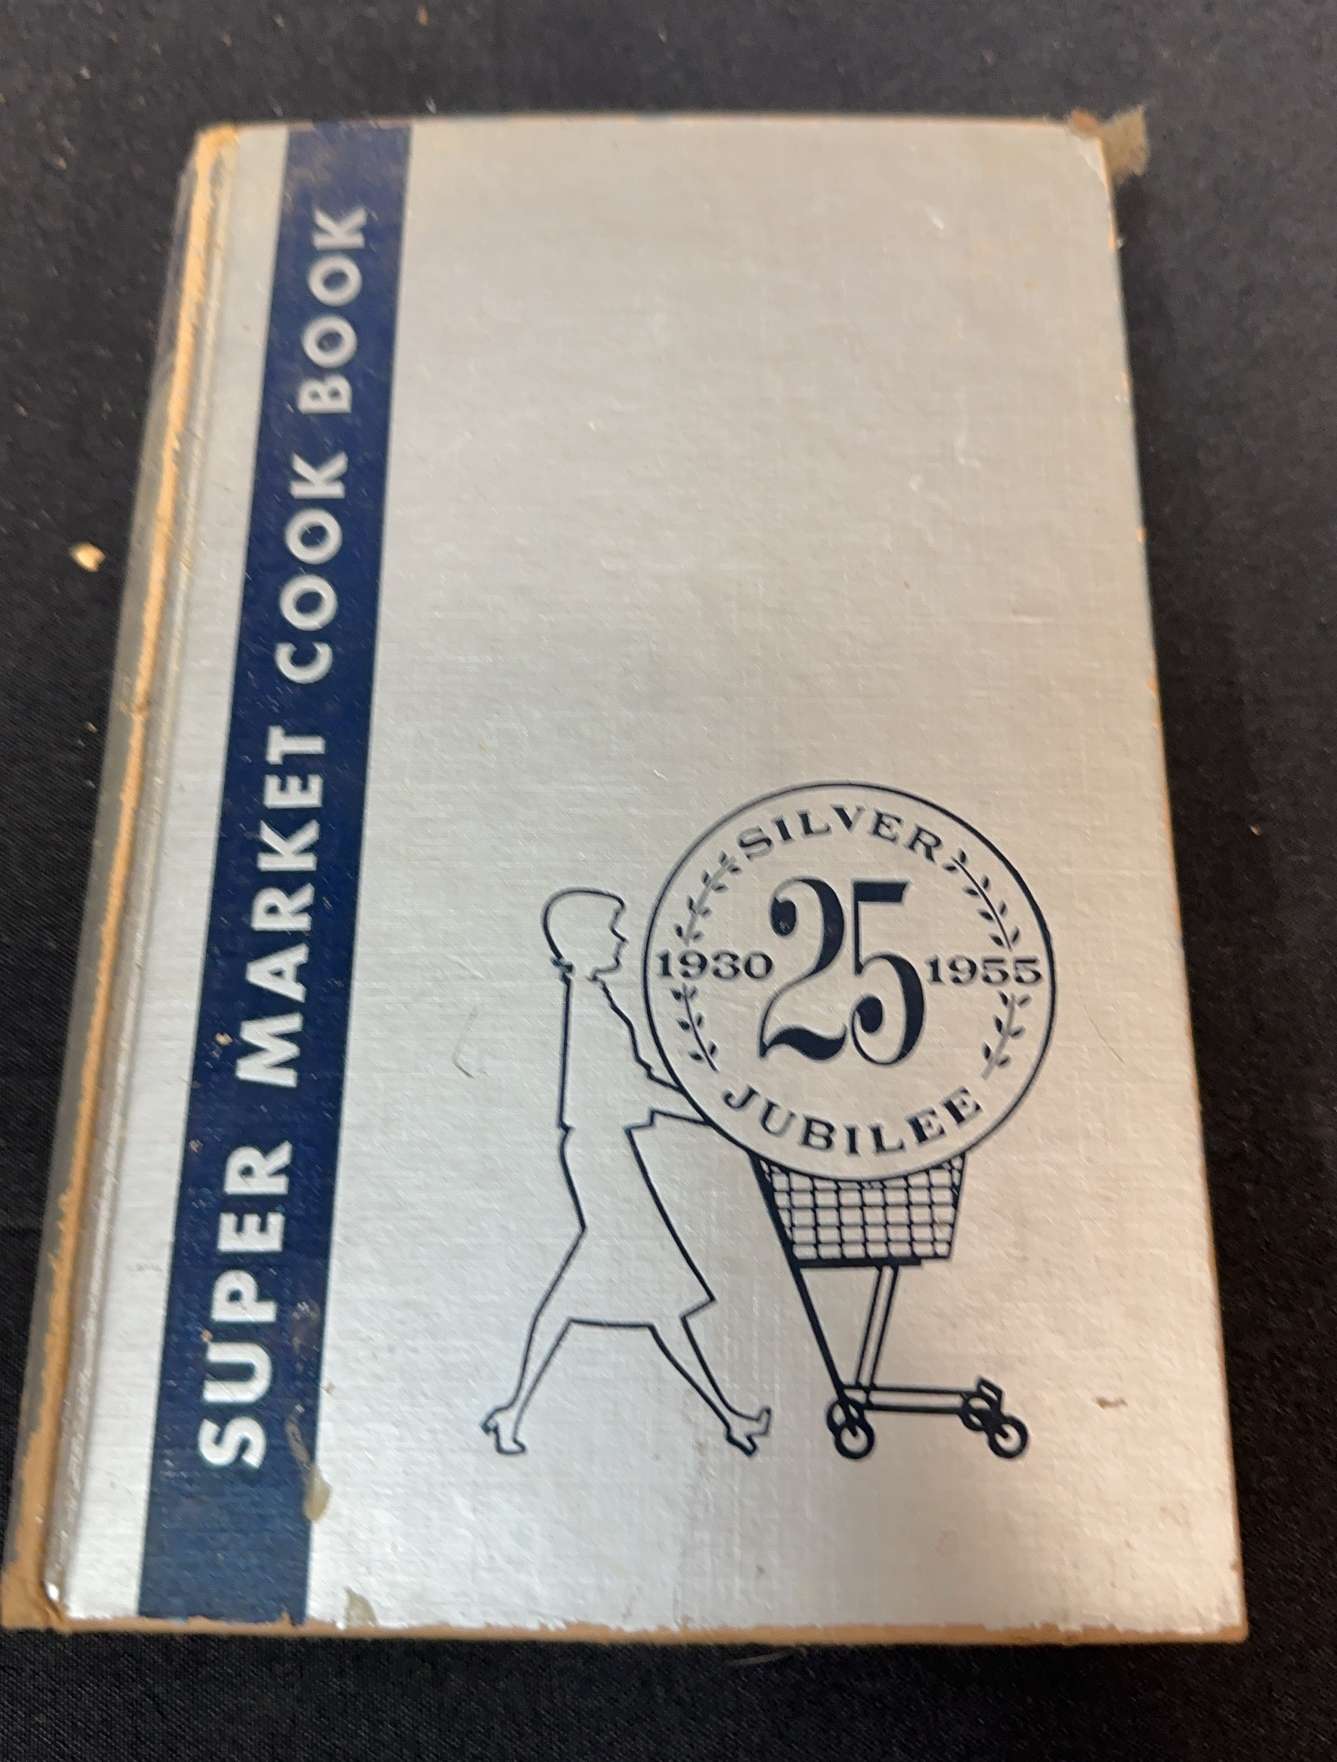 SUPER MARKET COOK BOOK
SILVER
1930 25 1955
JUBILEE